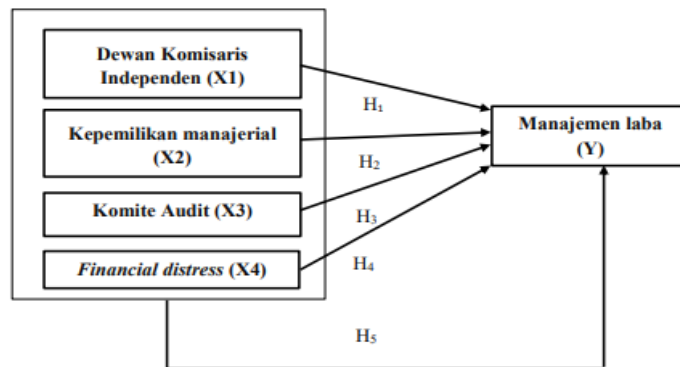 Dewan Komisaris
Independen (X1)
Kepemilikan manajerial
(X2)
Komite Audit (X3)
Financial distress (X4)
H₁
H₂
H₃
H₄
H₅
Manajemen laba
(Y)